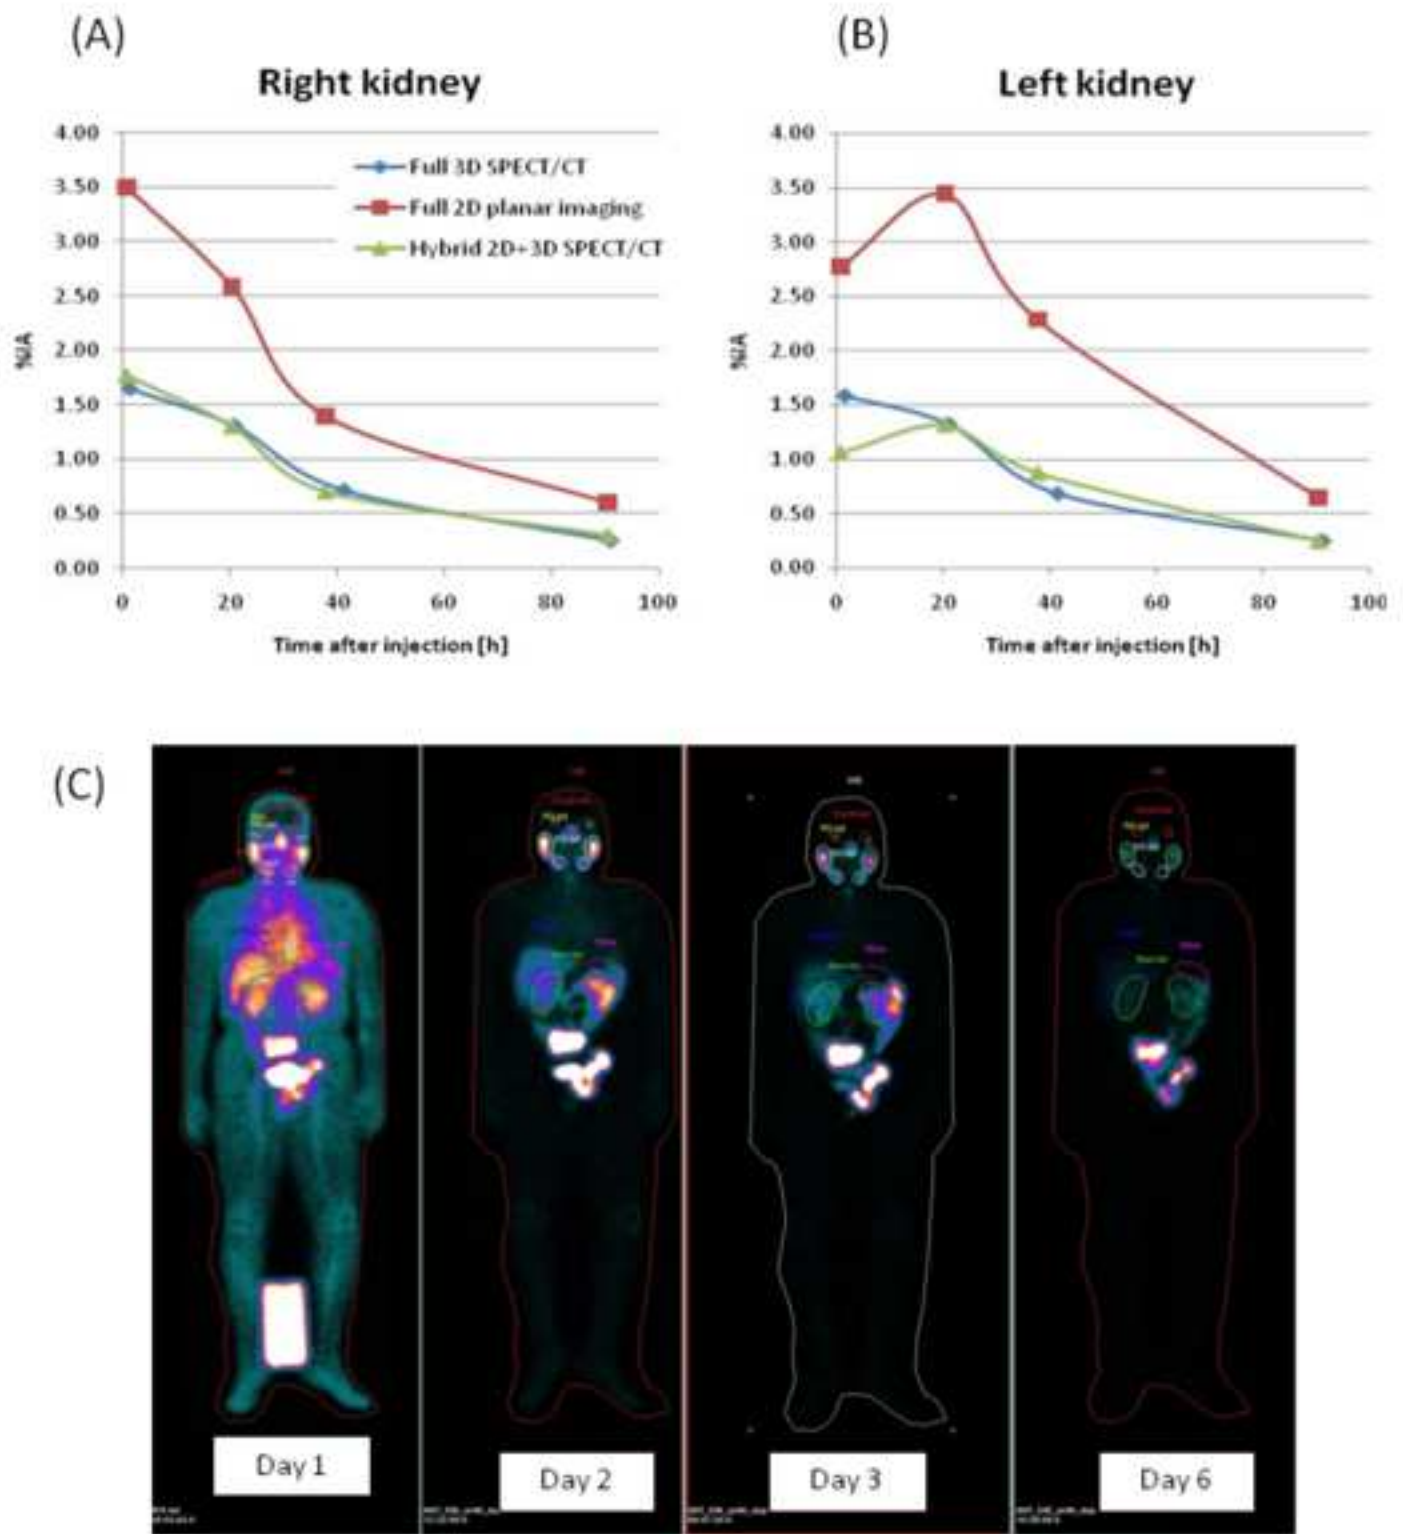 (A)
Right kidney
4.00
3.50
3.00
2.50
2.00
1.50
1.00
0.50
0.00
%IA
0
20
40
60
80
100
Time after injection [h]
Full 3D SPECT/CT
Full 2D planar imaging
Hybrid 2D+3D SPECT/CT
(B)
Left kidney
4.00
3.50
3.00
2.50
2.00
1.50
1.00
0.50
0.00
%IA
0
20
40
60
80
100
Time after injection [h]
(C)
Day 1
Day 2
Day 3
Day 6